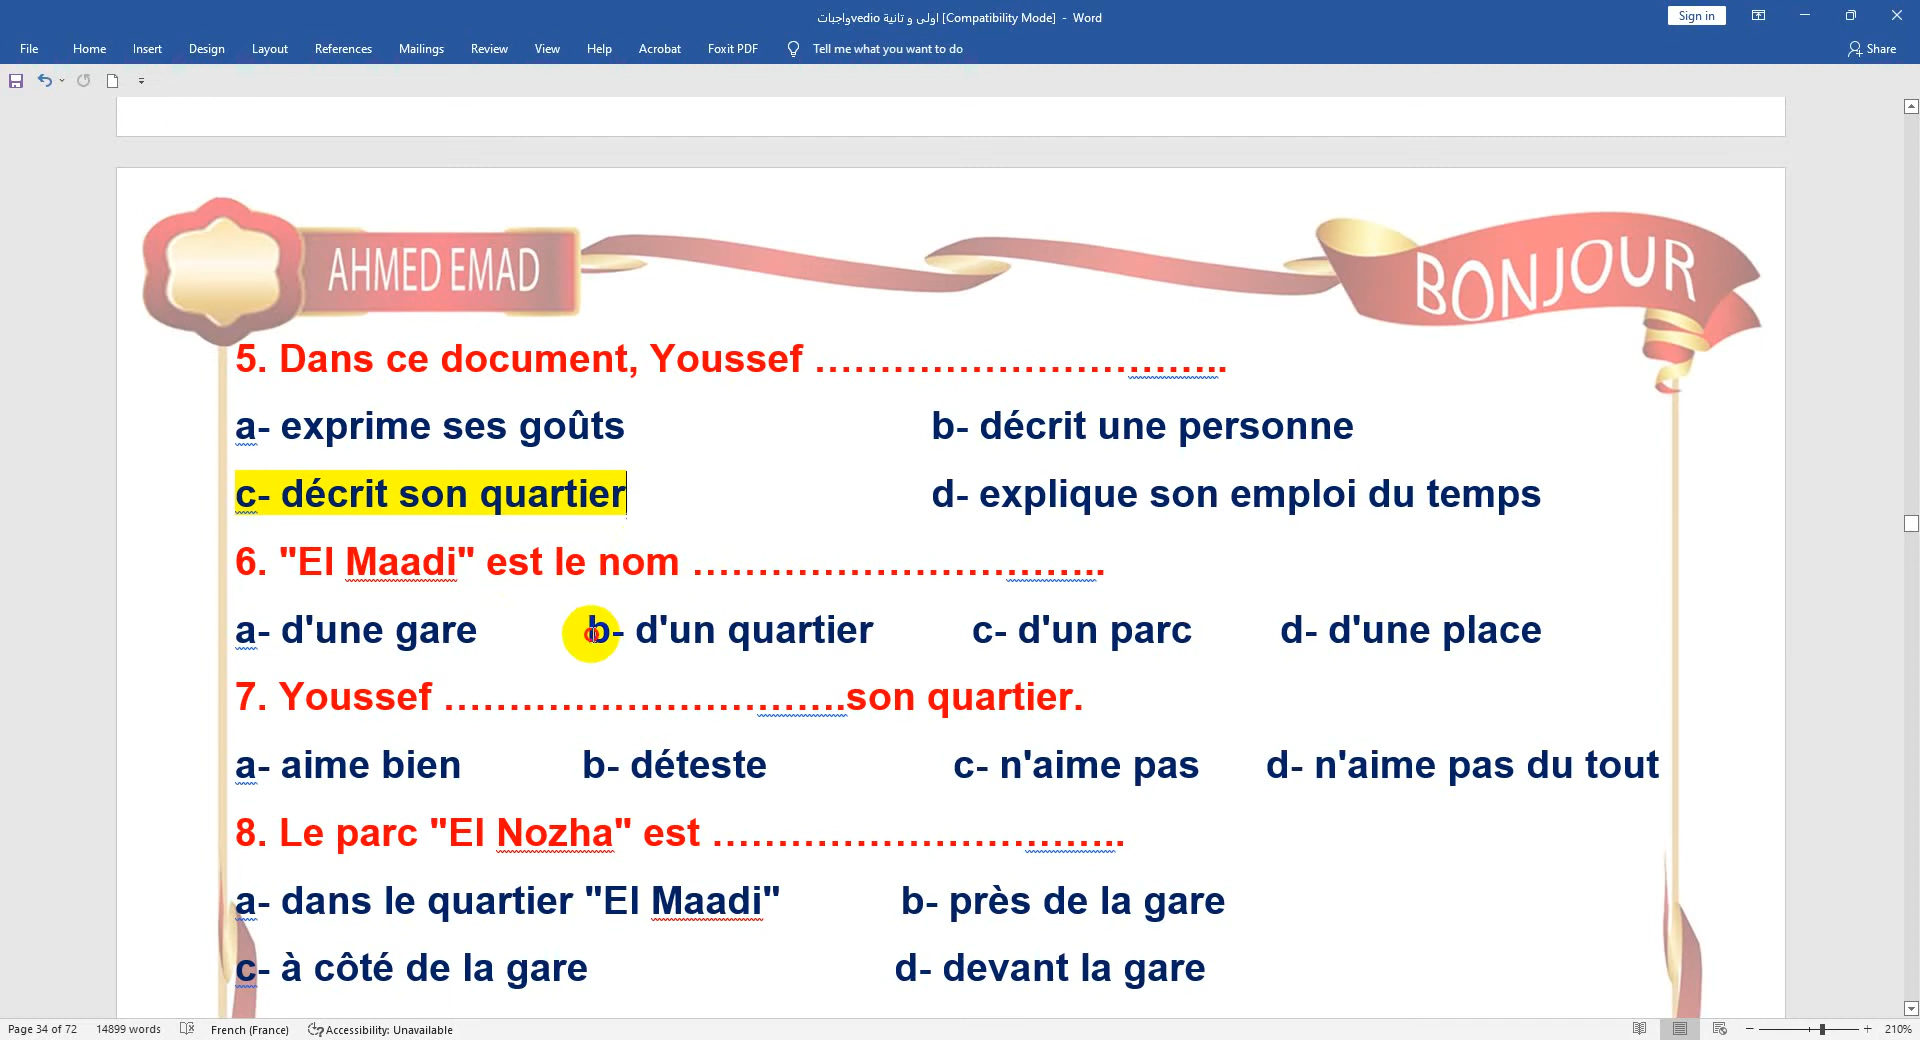 واجباتvedio اولى و تانية [Compatibility Mode] - Word
Sign in
File Home Insert Design Layout References Mailings Review View Help Acrobat Foxit PDF Tell me what you want to do Share
AHMED EMAD
BONJOUR
5. Dans ce document, Youssef ……………………………..
a- exprime ses goûts b- décrit une personne
c- décrit son quartier d- explique son emploi du temps
6. "El Maadi" est le nom ……………………………..
a- d'une gare b- d'un quartier c- d'un parc d- d'une place
7. Youssef …………………………….son quartier.
a- aime bien b- déteste c- n'aime pas d- n'aime pas du tout
8. Le parc "El Nozha" est ……………………………..
a- dans le quartier "El Maadi" b- près de la gare
c- à côté de la gare d- devant la gare
Page 34 of 72 14899 words French (France) Accessibility: Unavailable 210%